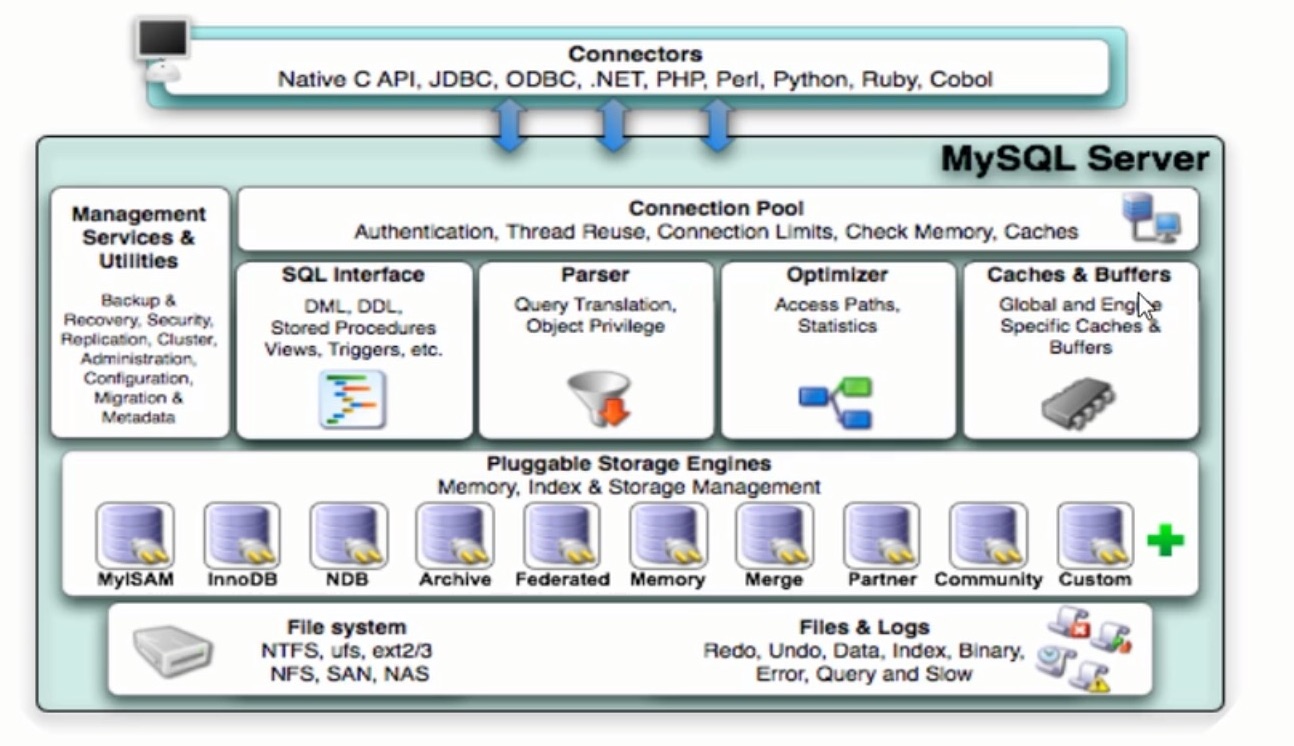 Connectors
Native C API, JDBC, ODBC, .NET, PHP, Perl, Python, Ruby, Cobol
MySQL Server
Management
Services &
Utilities
Backup &
Recovery, Security,
Replication, Cluster,
Administration,
Configuration,
Migration &
Metadata
Connection Pool
Authentication, Thread Reuse, Connection Limits, Check Memory, Caches
SQL Interface
DML, DDL,
Stored Procedures
Views, Triggers, etc.
Parser
Query Translation,
Object Privilege
Optimizer
Access Paths,
Statistics
Caches & Buffers
Global and Engine
Specific Caches &
Buffers
Pluggable Storage Engines
Memory, Index & Storage Management
MyISAM
InnoDB
NDB
Archive
Federated
Memory
Merge
Partner
Community
Custom
File system
NTFS, ufs, ext2/3
NFS, SAN, NAS
Files & Logs
Redo, Undo, Data, Index, Binary,
Error, Query and Slow